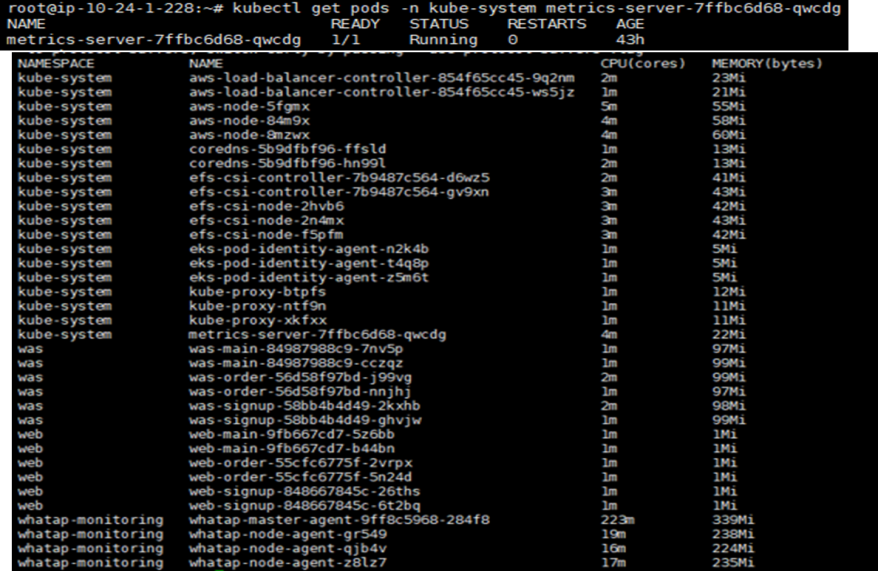 root@ip-10-24-1-228:~# kubectl get pods -n kube-system metrics-server-7ffbc6d68-qwcdg
NAME READY STATUS RESTARTS AGE
metrics-server-7ffbc6d68-qwcdg 1/1 Running 0 43h
NAMESPACE NAME CPU(cores) MEMORY(bytes)
kube-system aws-load-balancer-controller-854f65cc45-9q2nm 2m 23Mi
kube-system aws-load-balancer-controller-854f65cc45-ws5jz 1m 21Mi
kube-system aws-node-5fgmx 5m 55Mi
kube-system aws-node-84m9x 4m 58Mi
kube-system aws-node-8mzwx 4m 60Mi
kube-system coredns-5b9dfbf96-ffsld 1m 13Mi
kube-system coredns-5b9dfbf96-hn99l 2m 13Mi
kube-system efs-csi-controller-7b9487c564-d6wz5 2m 41Mi
kube-system efs-csi-controller-7b9487c564-gv9xn 3m 43Mi
kube-system efs-csi-node-2hvb6 3m 42Mi
kube-system efs-csi-node-2n4mx 3m 43Mi
kube-system efs-csi-node-f5pfm 3m 42Mi
kube-system eks-pod-identity-agent-n2k4b 1m 5Mi
kube-system eks-pod-identity-agent-t4q8p 1m 5Mi
kube-system eks-pod-identity-agent-z5m6t 1m 5Mi
kube-system kube-proxy-btpfs 1m 12Mi
kube-system kube-proxy-ntf9n 1m 11Mi
kube-system kube-proxy-xkfxx 1m 11Mi
kube-system metrics-server-7ffbc6d68-qwcdg 4m 22Mi
was was-main-84987988c9-7nv5p 1m 97Mi
was was-main-84987988c9-cczqz 1m 99Mi
was was-order-56d58f97bd-j99vg 2m 99Mi
was was-order-56d58f97bd-nnjhj 1m 97Mi
was was-signup-58bb4b4d49-2kxhb 2m 98Mi
was was-signup-58bb4b4d49-ghvjw 1m 99Mi
web web-main-9fb667cd7-5z6bb 1m 1Mi
web web-main-9fb667cd7-b44bn 1m 1Mi
web web-order-55cfc6775f-2vrpx 1m 1Mi
web web-order-55cfc6775f-5n24d 1m 1Mi
web web-signup-848667845c-26ths 1m 1Mi
web web-signup-848667845c-6t2bq 1m 1Mi
whatap-monitoring whatap-master-agent-9ff8c5968-284f8 223m 339Mi
whatap-monitoring whatap-node-agent-gr549 19m 238Mi
whatap-monitoring whatap-node-agent-qjb4v 16m 224Mi
whatap-monitoring whatap-node-agent-z8lz7 17m 235Mi